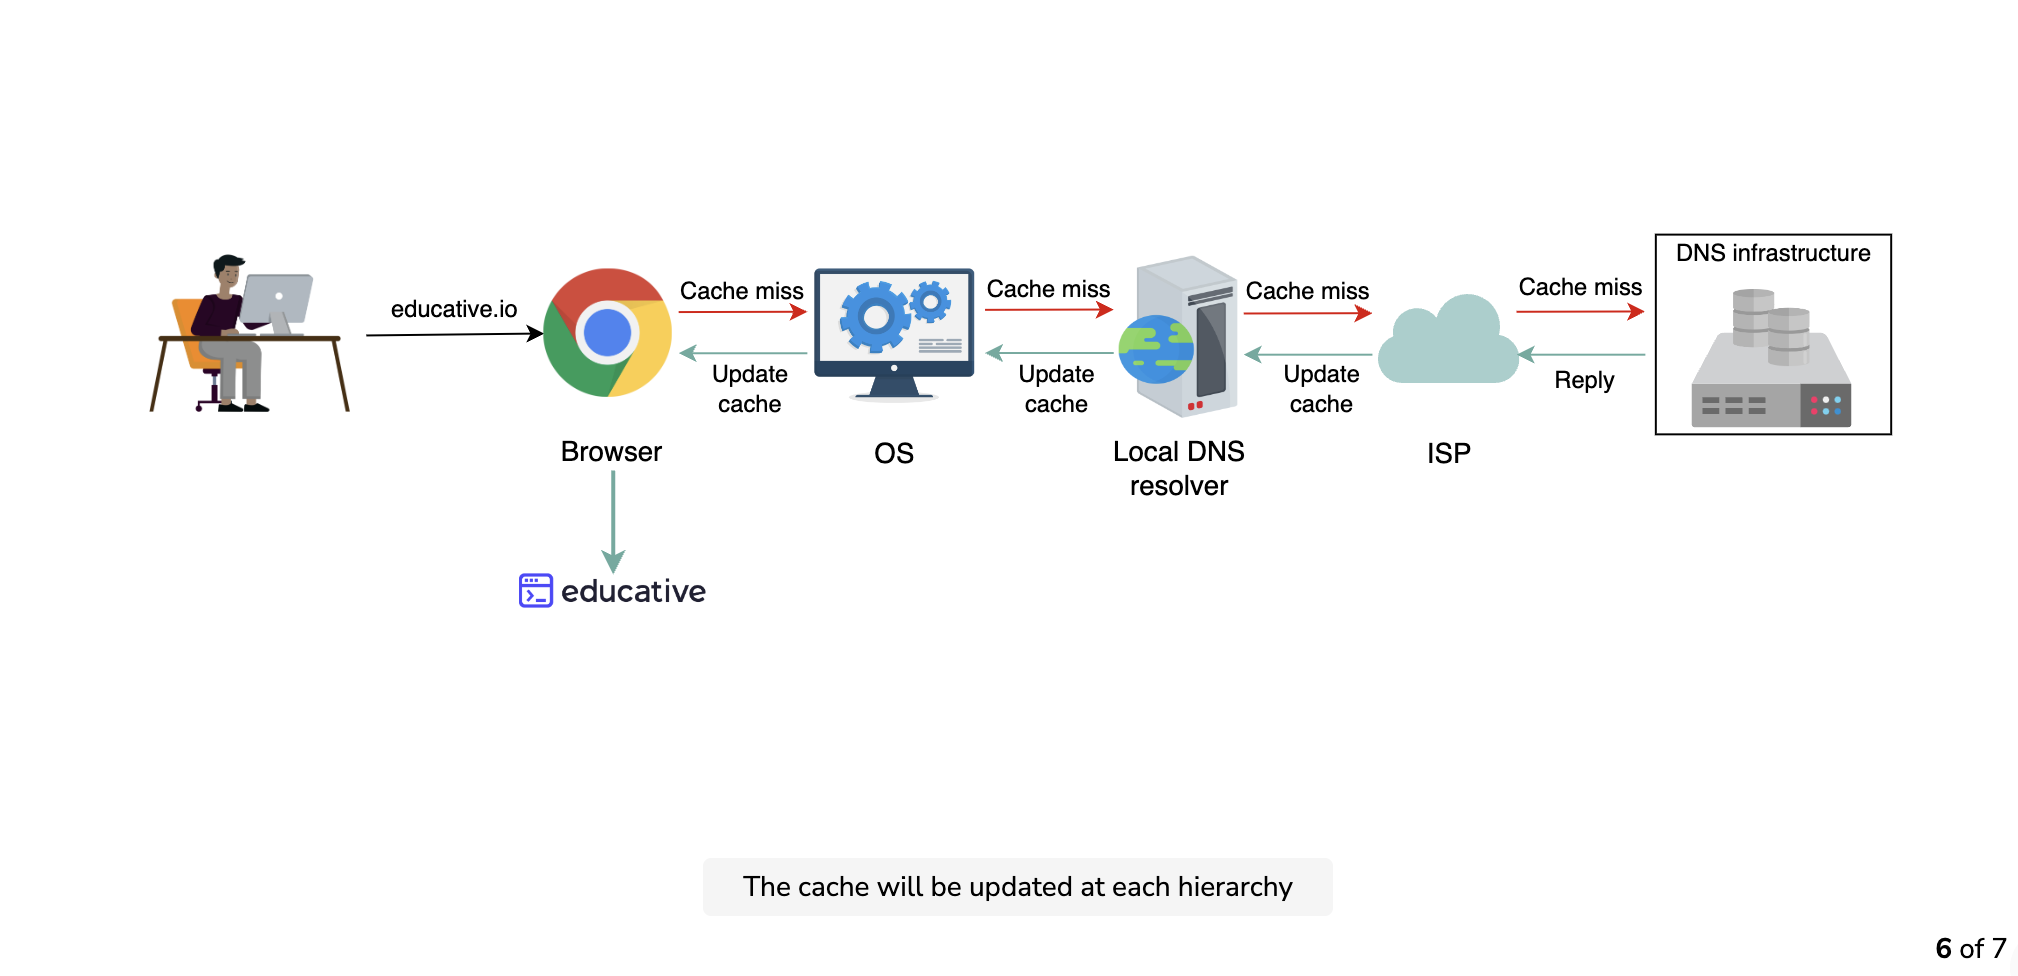 DNS infrastructure
educative.io
Cache miss
Cache miss
Cache miss
Cache miss
Update
cache
Update
cache
Update
cache
Reply
Browser
OS
Local DNS
resolver
ISP
educative
The cache will be updated at each hierarchy
6 of 7